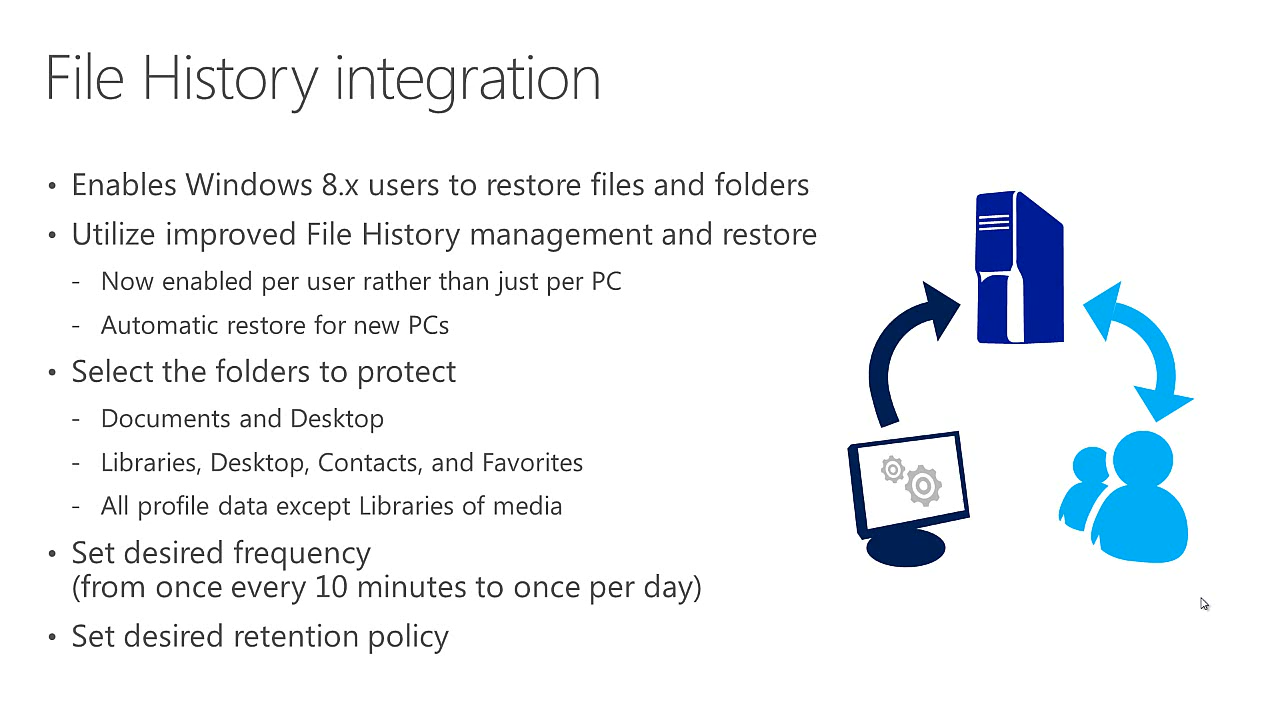 File History integration
• Enables Windows 8.x users to restore files and folders
• Utilize improved File History management and restore
- Now enabled per user rather than just per PC
- Automatic restore for new PCs
• Select the folders to protect
- Documents and Desktop
- Libraries, Desktop, Contacts, and Favorites
- All profile data except Libraries of media
• Set desired frequency
(from once every 10 minutes to once per day)
• Set desired retention policy